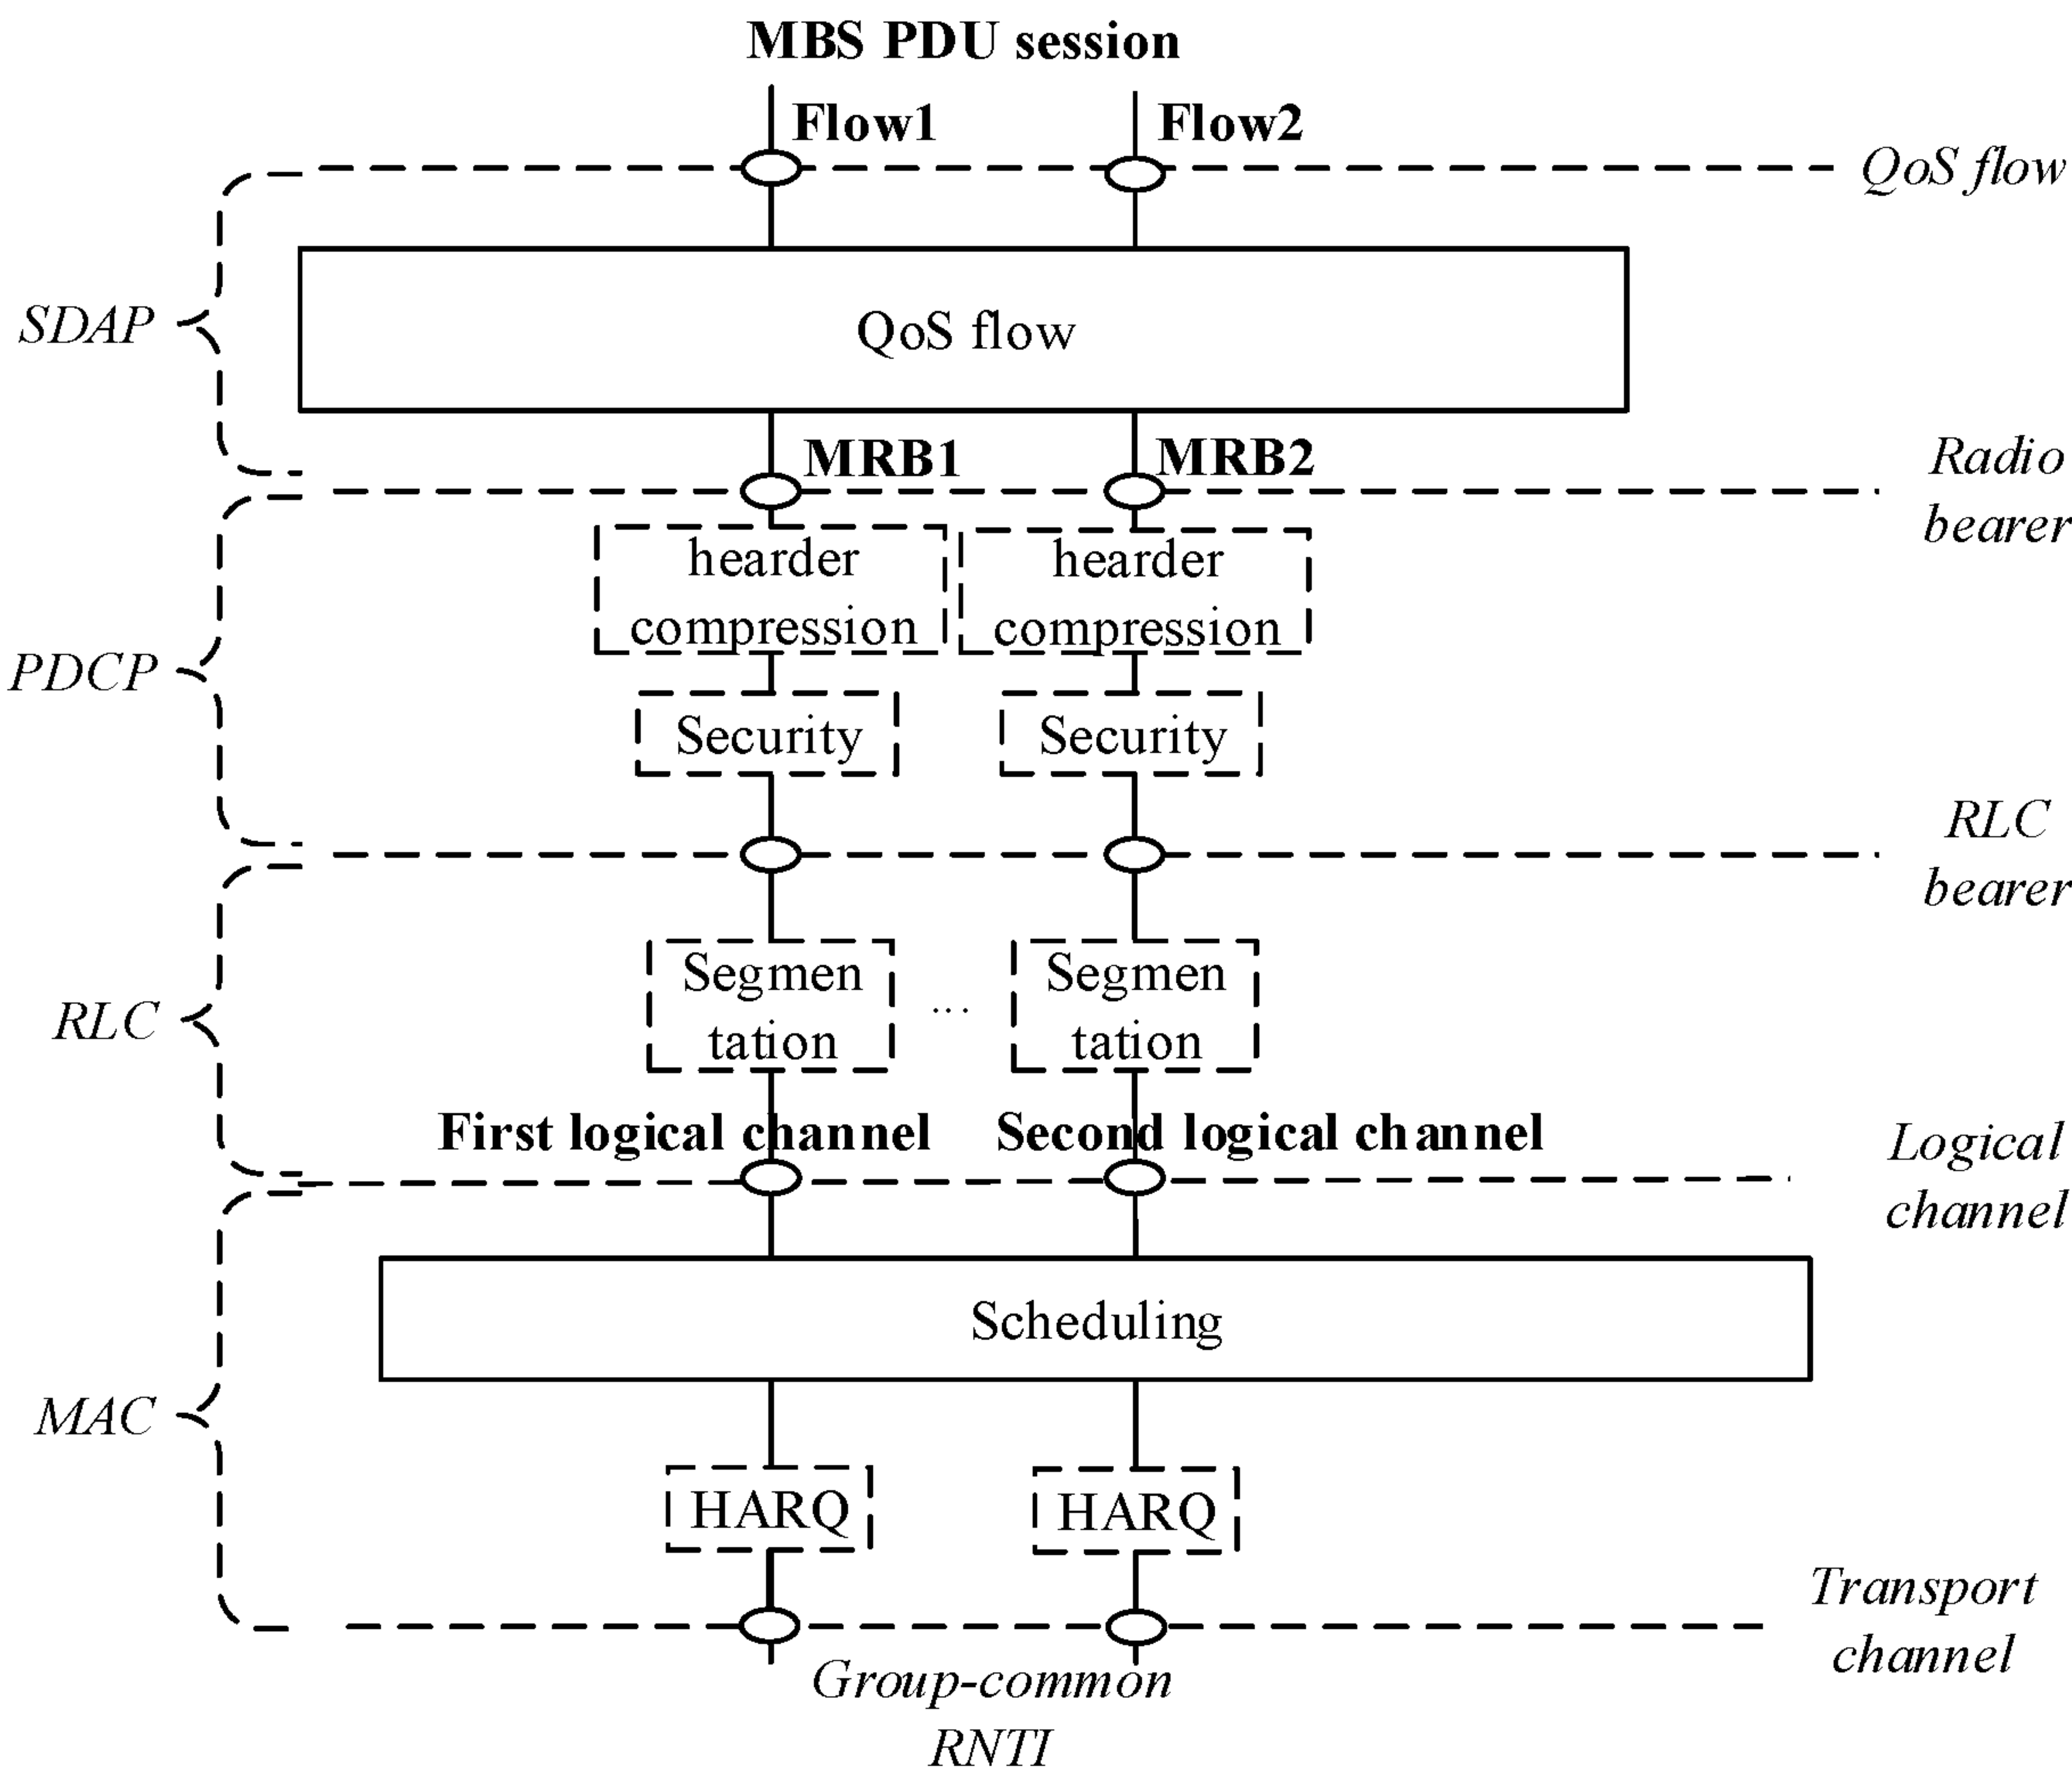 MBS PDU session
Flow1 Flow2
QoS flow
SDAP
QoS flow
MRB1 MRB2
Radio
bearer
hearder
compression
hearder
compression
PDCP
Security Security
RLC
bearer
RLC
Segmen
tation
...
Segmen
tation
First logical channel Second logical channel
Logical
channel
Scheduling
MAC
HARQ HARQ
Transport
channel
Group-common
RNTI